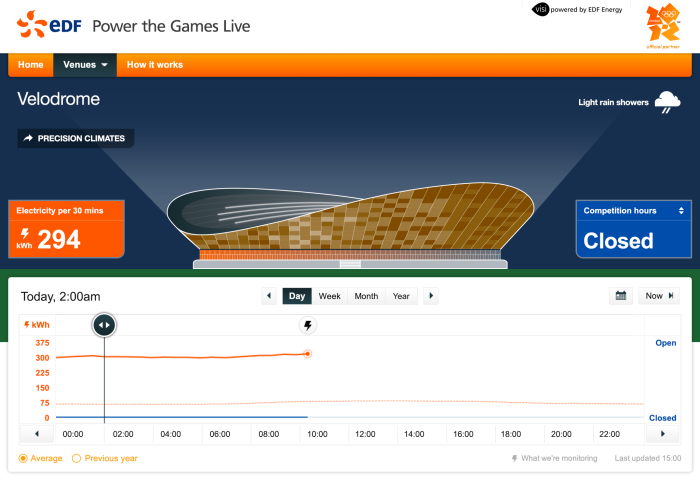 EDF
Power the Games Live
visi powered by EDF Energy
official partner
Home Venues How it works
Velodrome
Light rain showers
PRECISION CLIMATES
Electricity per 30 mins
kWh 294
Competition hours
Closed
Today, 2:00am
Day Week Month Year
Now
kWh
375
300
225
150
75
0
Open
Closed
00:00 02:00 04:00 06:00 08:00 10:00 12:00 14:00 16:00 18:00 20:00 22:00
Average Previous year
What we're monitoring Last updated 15:00